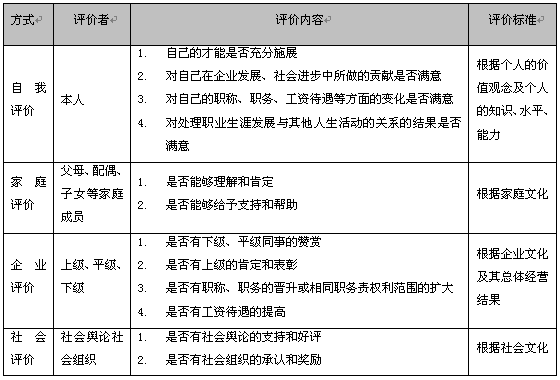 方式 评价者 评价内容 评价标准
自我评价 本人
1. 自己的才能是否充分施展
2. 对自己在企业发展、社会进步中所做的贡献是否满意
3. 对自己的职称、职务、工资待遇等方面的变化是否满意
4. 对处理职业生涯发展与其他人生活动的关系的结果是否
满意
根据个人的价
值观念及个人
的知识、水平、
能力
家庭
评价
父母、配偶、
子女等家庭
成员
1. 是否能够理解和肯定
2. 是否能够给予支持和帮助
根据家庭文化
企业
评价
上级、平级、
下级
1. 是否有下级、平级同事的赞赏
2. 是否有上级的肯定和表彰
3. 是否有职称、职务的晋升或相同职务责权利范围的扩大
4. 是否有工资待遇的提高
根据企业文化
及其总体经营
结果
社会
评价
社会舆论社
会组织
1. 是否有社会舆论的支持和好评
2. 是否有社会组织的承认和奖励
根据社会文化